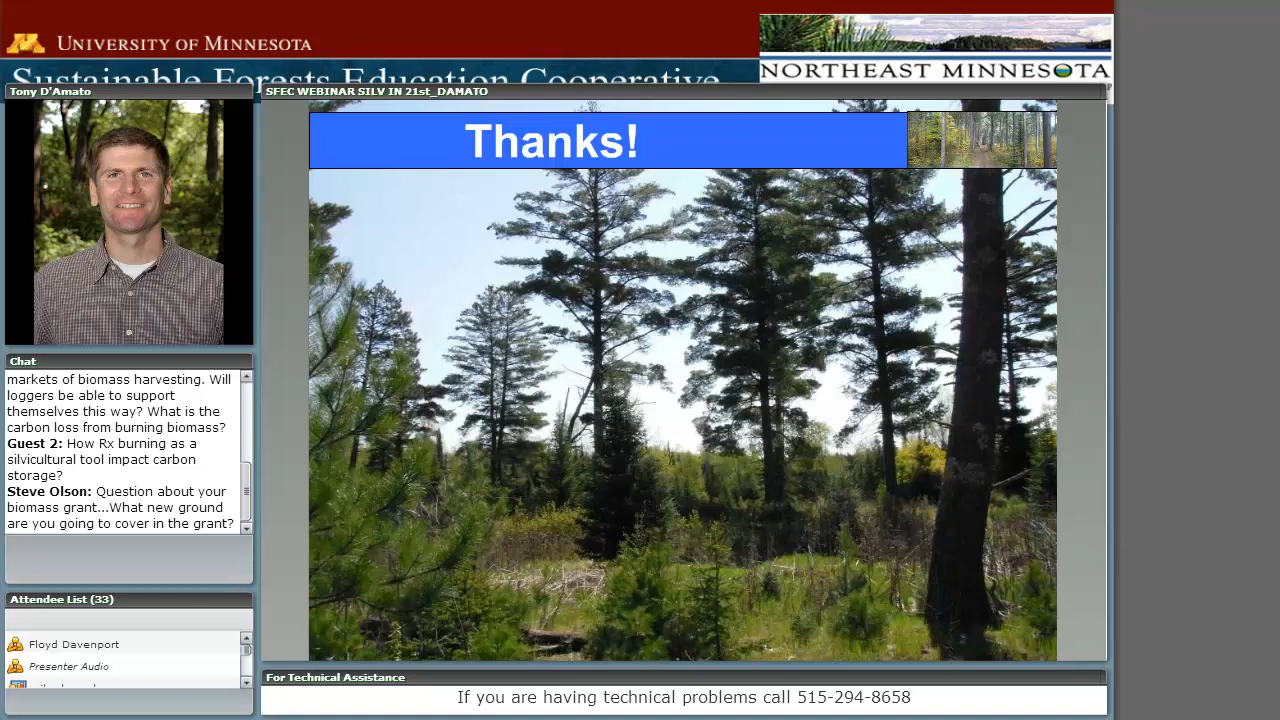 UNIVERSITY OF MINNESOTA
Sustainable Forests Education Cooperative
NORTHEAST MINNESOTA
Tony D'Amato
SFEC WEBINAR SILV IN 21st_DAMATO
Thanks!
Chat
markets of biomass harvesting. Will
loggers be able to support
themselves this way? What is the
carbon loss from burning biomass?
Guest 2: How Rx burning as a
silvicultural tool impact carbon
storage?
Steve Olson: Question about your
biomass grant...What new ground
are you going to cover in the grant?
Attendee List (33)
Floyd Davenport
Presenter Audio
For Technical Assistance
If you are having technical problems call 515-294-8658